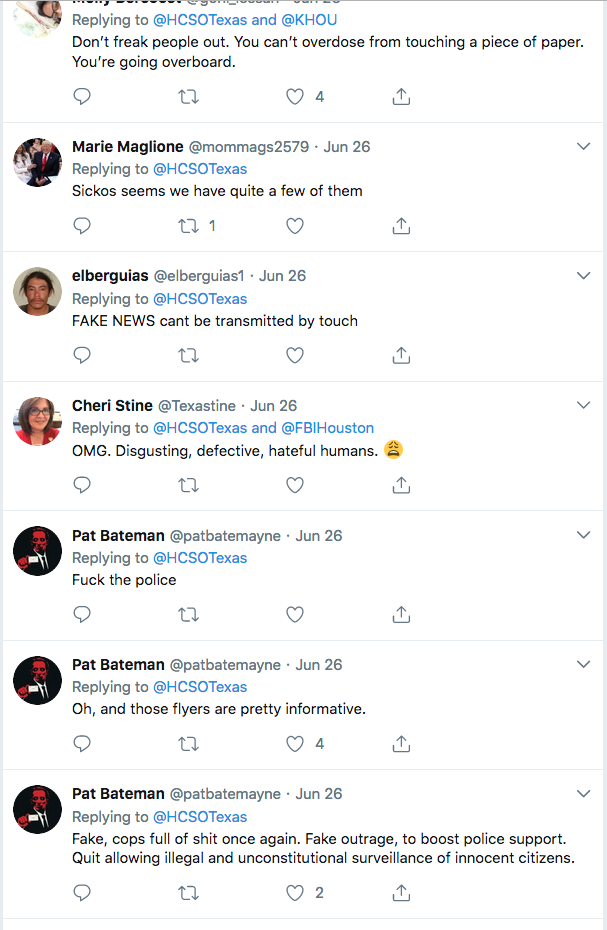 Replying to @HCSOTexas and @KHOU
Don't freak people out. You can't overdose from touching a piece of paper.
You're going overboard.
4
Marie Maglione @mommags2579 · Jun 26
Replying to @HCSOTexas
Sickos seems we have quite a few of them
1
elberguias @elberguias1 · Jun 26
Replying to @HCSOTexas
FAKE NEWS cant be transmitted by touch
Cheri Stine @Texastine · Jun 26
Replying to @HCSOTexas and @FBIHouston
OMG. Disgusting, defective, hateful humans. 😩
Pat Bateman @patbatemayne · Jun 26
Replying to @HCSOTexas
Fuck the police
Pat Bateman @patbatemayne · Jun 26
Replying to @HCSOTexas
Oh, and those flyers are pretty informative.
4
Pat Bateman @patbatemayne · Jun 26
Replying to @HCSOTexas
Fake, cops full of shit once again. Fake outrage, to boost police support.
Quit allowing illegal and unconstitutional surveillance of innocent citizens.
2